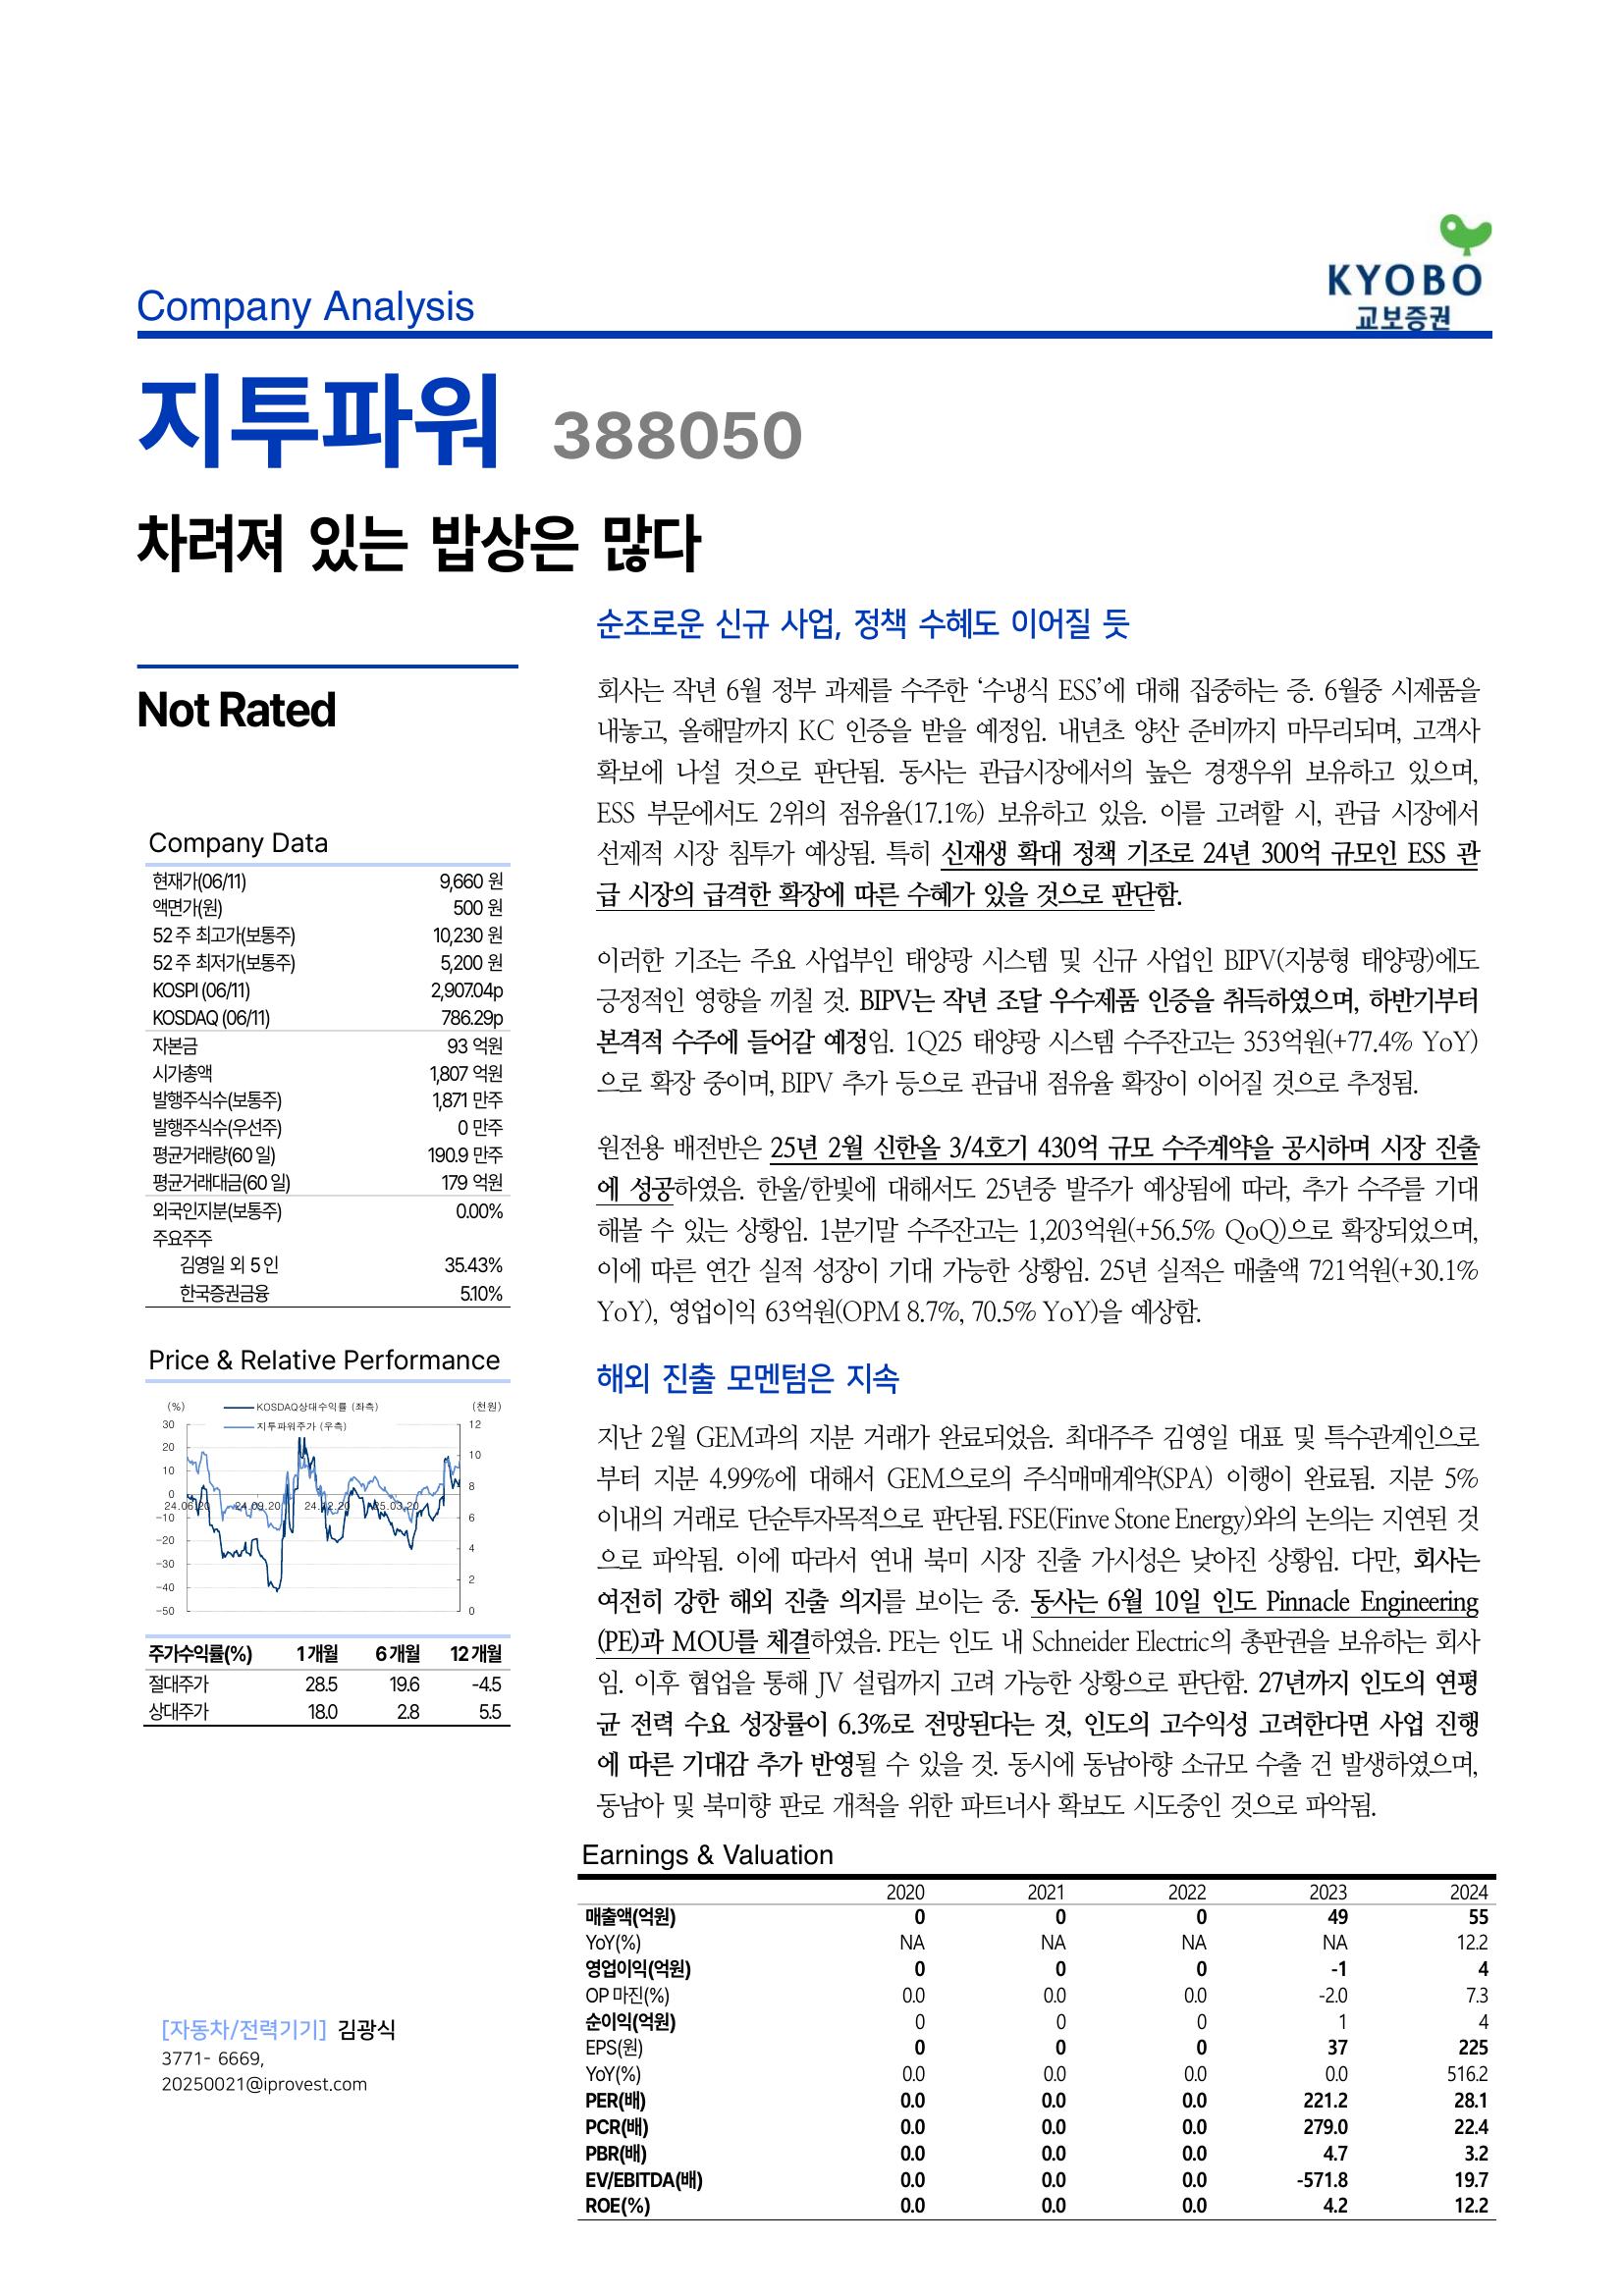 KYOBO
교보증권
Company Analysis
지투파워 388050
차려져 있는 밥상은 많다
Not Rated
Company Data
현재가(06/11) 9,660 원
액면가(원) 500 원
52 주 최고가(보통주) 10,230 원
52 주 최저가(보통주) 5,200 원
KOSPI (06/11) 2,907.04p
KOSDAQ (06/11) 786.29p
자본금 93 억원
시가총액 1,807 억원
발행주식수(보통주) 1,871 만주
발행주식수(우선주) 0 만주
평균거래량(60 일) 190.9 만주
평균거래대금(60 일) 179 억원
외국인지분(보통주) 0.00%
주요주주
김영일 외 5 인 35.43%
한국증권금융 5.10%
Price & Relative Performance
(%) KOSDAQ상대수익률 (좌측) (천원)
지투파워주가 (우측)
30 12
20 10
10
0 8
24.06.20 24.09.20 24.12.20 25.03.20
-10 6
-20 4
-30
-40 2
-50 0
주가수익률(%) 1 개월 6 개월 12 개월
절대주가 28.5 19.6 -4.5
상대주가 18.0 2.8 5.5
[자동차/전력기기] 김광식
3771- 6669,
20250021@iprovest.com
순조로운 신규 사업, 정책 수혜도 이어질 듯
회사는 작년 6월 정부 과제를 수주한 ‘수냉식 ESS’에 대해 집중하는 중. 6월중 시제품을
내놓고, 올해말까지 KC 인증을 받을 예정임. 내년초 양산 준비까지 마무리되며, 고객사
확보에 나설 것으로 판단됨. 동사는 관급시장에서의 높은 경쟁우위 보유하고 있으며,
ESS 부문에서도 2위의 점유율(17.1%) 보유하고 있음. 이를 고려할 시, 관급 시장에서
선제적 시장 침투가 예상됨. 특히 신재생 확대 정책 기조로 24년 300억 규모인 ESS 관
급 시장의 급격한 확장에 따른 수혜가 있을 것으로 판단함.
이러한 기조는 주요 사업부인 태양광 시스템 및 신규 사업인 BIPV(지붕형 태양광)에도
긍정적인 영향을 끼칠 것. BIPV는 작년 조달 우수제품 인증을 취득하였으며, 하반기부터
본격적 수주에 들어갈 예정임. 1Q25 태양광 시스템 수주잔고는 353억원(+77.4% YoY)
으로 확장 중이며, BIPV 추가 등으로 관급내 점유율 확장이 이어질 것으로 추정됨.
원전용 배전반은 25년 2월 신한울 3/4호기 430억 규모 수주계약을 공시하며 시장 진출
에 성공하였음. 한울/한빛에 대해서도 25년중 발주가 예상됨에 따라, 추가 수주를 기대
해볼 수 있는 상황임. 1분기말 수주잔고는 1,203억원(+56.5% QoQ)으로 확장되었으며,
이에 따른 연간 실적 성장이 기대 가능한 상황임. 25년 실적은 매출액 721억원(+30.1%
YoY), 영업이익 63억원(OPM 8.7%, 70.5% YoY)을 예상함.
해외 진출 모멘텀은 지속
지난 2월 GEM과의 지분 거래가 완료되었음. 최대주주 김영일 대표 및 특수관계인으로
부터 지분 4.99%에 대해서 GEM으로의 주식매매계약(SPA) 이행이 완료됨. 지분 5%
이내의 거래로 단순투자목적으로 판단됨. FSE(Finve Stone Energy)와의 논의는 지연된 것
으로 파악됨. 이에 따라서 연내 북미 시장 진출 가시성은 낮아진 상황임. 다만, 회사는
여전히 강한 해외 진출 의지를 보이는 중. 동사는 6월 10일 인도 Pinnacle Engineering
(PE)과 MOU를 체결하였음. PE는 인도 내 Schneider Electric의 총판권을 보유하는 회사
임. 이후 협업을 통해 JV 설립까지 고려 가능한 상황으로 판단함. 27년까지 인도의 연평
균 전력 수요 성장률이 6.3%로 전망된다는 것, 인도의 고수익성 고려한다면 사업 진행
에 따른 기대감 추가 반영될 수 있을 것. 동시에 동남아향 소규모 수출 건 발생하였으며,
동남아 및 북미향 판로 개척을 위한 파트너사 확보도 시도중인 것으로 파악됨.
Earnings & Valuation
2020 2021 2022 2023 2024
매출액(억원) 0 0 0 49 55
YoY(%) NA NA NA NA 12.2
영업이익(억원) 0 0 0 -1 4
OP 마진(%) 0.0 0.0 0.0 -2.0 7.3
순이익(억원) 0 0 0 1 4
EPS(원) 0 0 0 37 225
YoY(%) 0.0 0.0 0.0 0.0 516.2
PER(배) 0.0 0.0 0.0 221.2 28.1
PCR(배) 0.0 0.0 0.0 279.0 22.4
PBR(배) 0.0 0.0 0.0 4.7 3.2
EV/EBITDA(배) 0.0 0.0 0.0 -571.8 19.7
ROE(%) 0.0 0.0 0.0 4.2 12.2